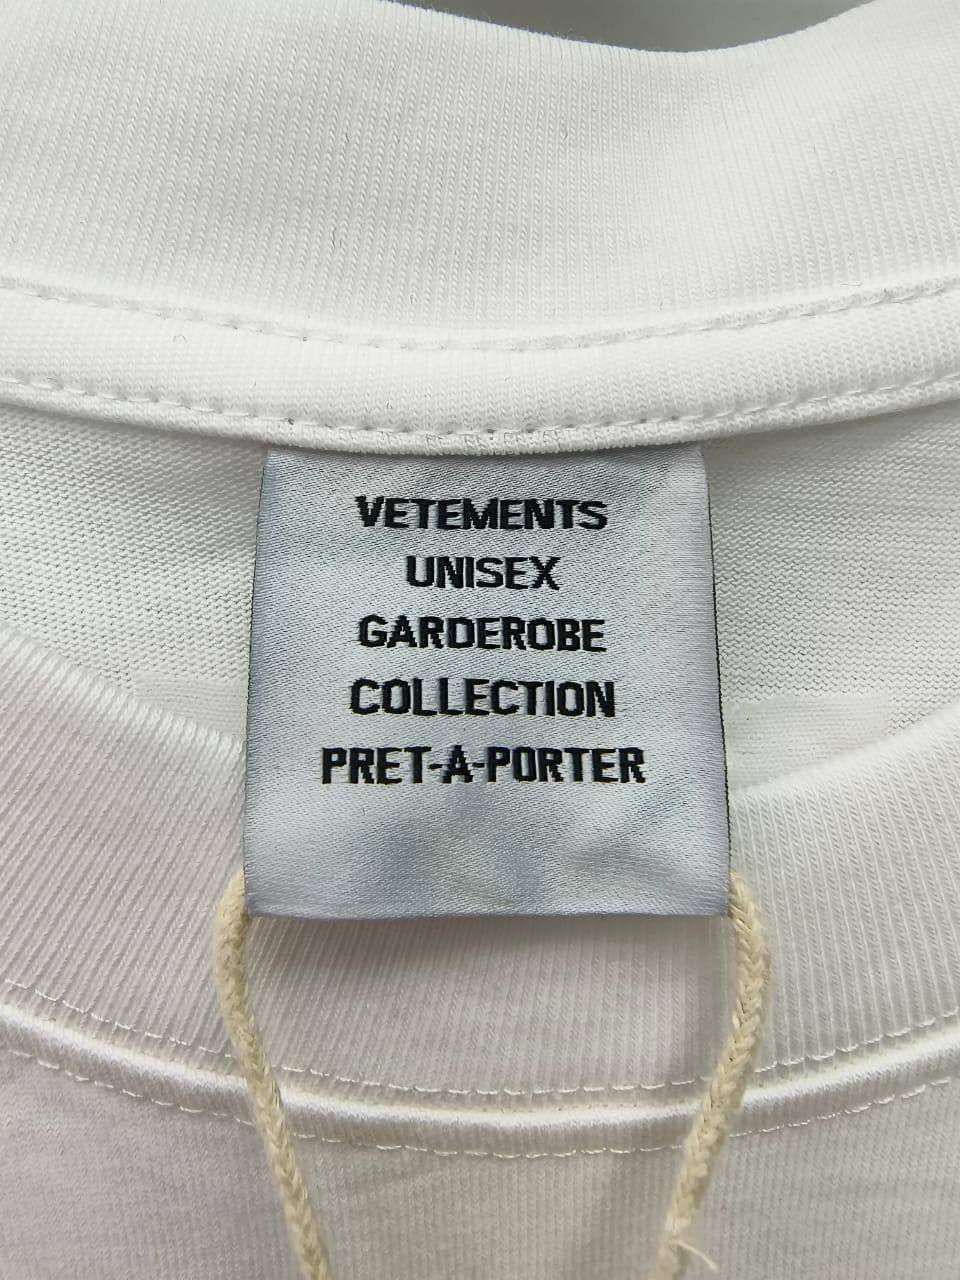 VETEMENTS
UNISEX
GARDEROBE
COLLECTION
PRET-A-PORTER